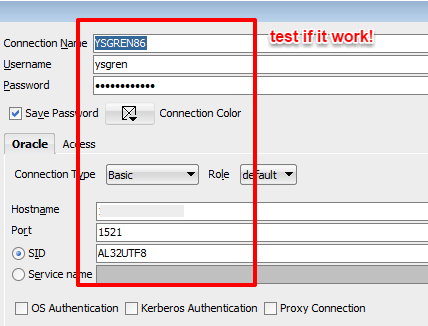 Connection Name YSGREN86
test if it work!
Username ysgren
Password ••••••••••••
Save Password Connection Color
Oracle Access
Connection Type Basic Role default
Hostname
Port 1521
SID AL32UTF8
Service name
OS Authentication Kerberos Authentication Proxy Connection